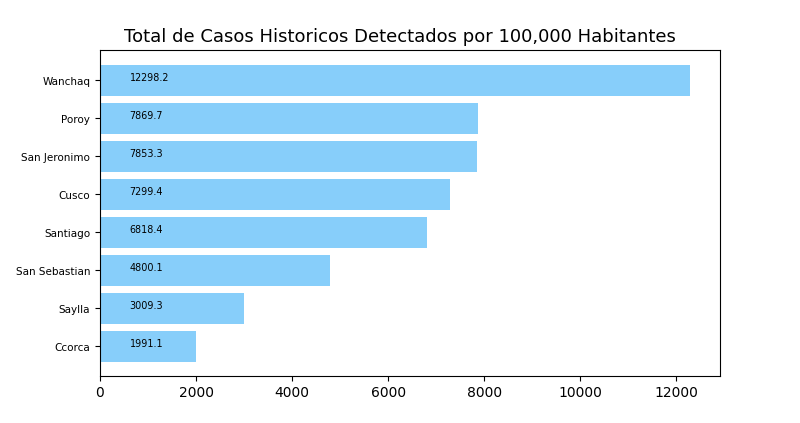 Total de Casos Historicos Detectados por 100,000 Habitantes
Wanchaq 12298.2
Poroy 7869.7
San Jeronimo 7853.3
Cusco 7299.4
Santiago 6818.4
San Sebastian 4800.1
Saylla 3009.3
Ccorca 1991.1
0 2000 4000 6000 8000 10000 12000